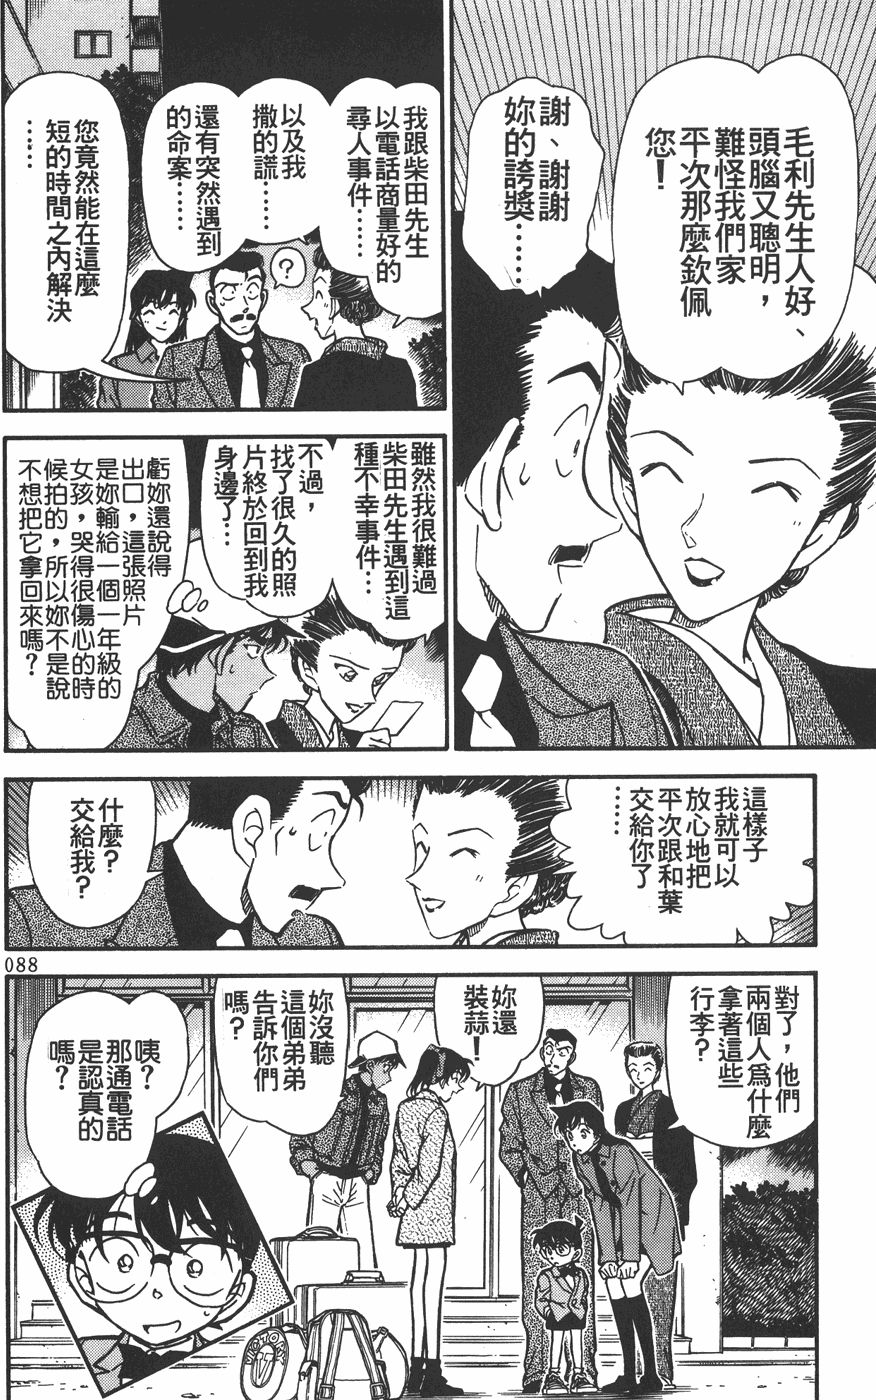 毛利先生人好、
頭腦又聰明，
難怪我們家
平次那麼欽佩
您！
謝、謝謝
妳的誇獎……
我跟柴田先生
以電話商量好的
尋人事件……
以及我
撒的謊……
還有突然遇到
的命案……
您竟然能在這麼
短的時間之內解決
……
？
雖然我很難過
柴田先生遇到這
種不幸事件…
不過，
找了很久的照
片終於回到我
身邊了…
虧妳還說得
出口，這張照片
是妳輸給一個一年級的
女孩，哭得很傷心的時
候拍的，所以妳不是說
不想把它拿回來嗎？
這樣子
我就可以
放心地把
平次跟和葉
交給你了
……
什麼？
交給我？
088
對了，他們
兩個人為什麼
拿著這些
行李？
妳還
裝蒜！
妳沒聽
這個弟弟
告訴你們
嗎？
咦？
那通電話
是認真的
嗎？